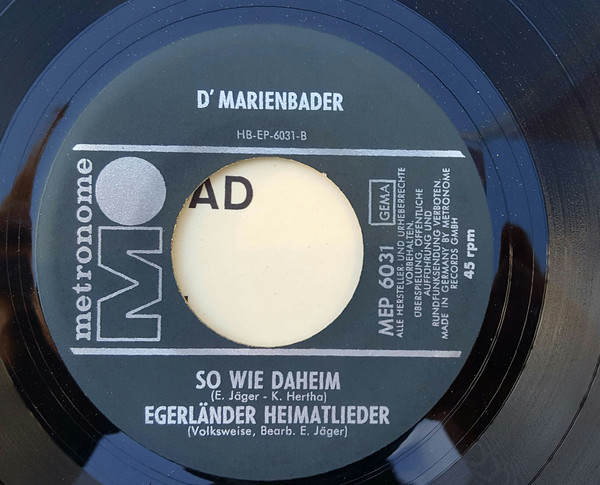 D' MARIENBADER
HB-EP-6031-B
metronome
AD
MEP 6031
GEMA
ALLE HERSTELLER- UND URHEBERRECHTE
VORBEHALTEN.
ÜBERSPIELUNG, ÖFFENTLICHE
AUFFÜHRUNG UND
RUNDFUNKSENDUNG VERBOTEN.
MADE IN GERMANY BY METRONOME
RECORDS GMBH
45 rpm
SO WIE DAHEIM
(E. Jäger - K. Hertha)
EGERLÄNDER HEIMATLIEDER
(Volksweise, Bearb. E. Jäger)